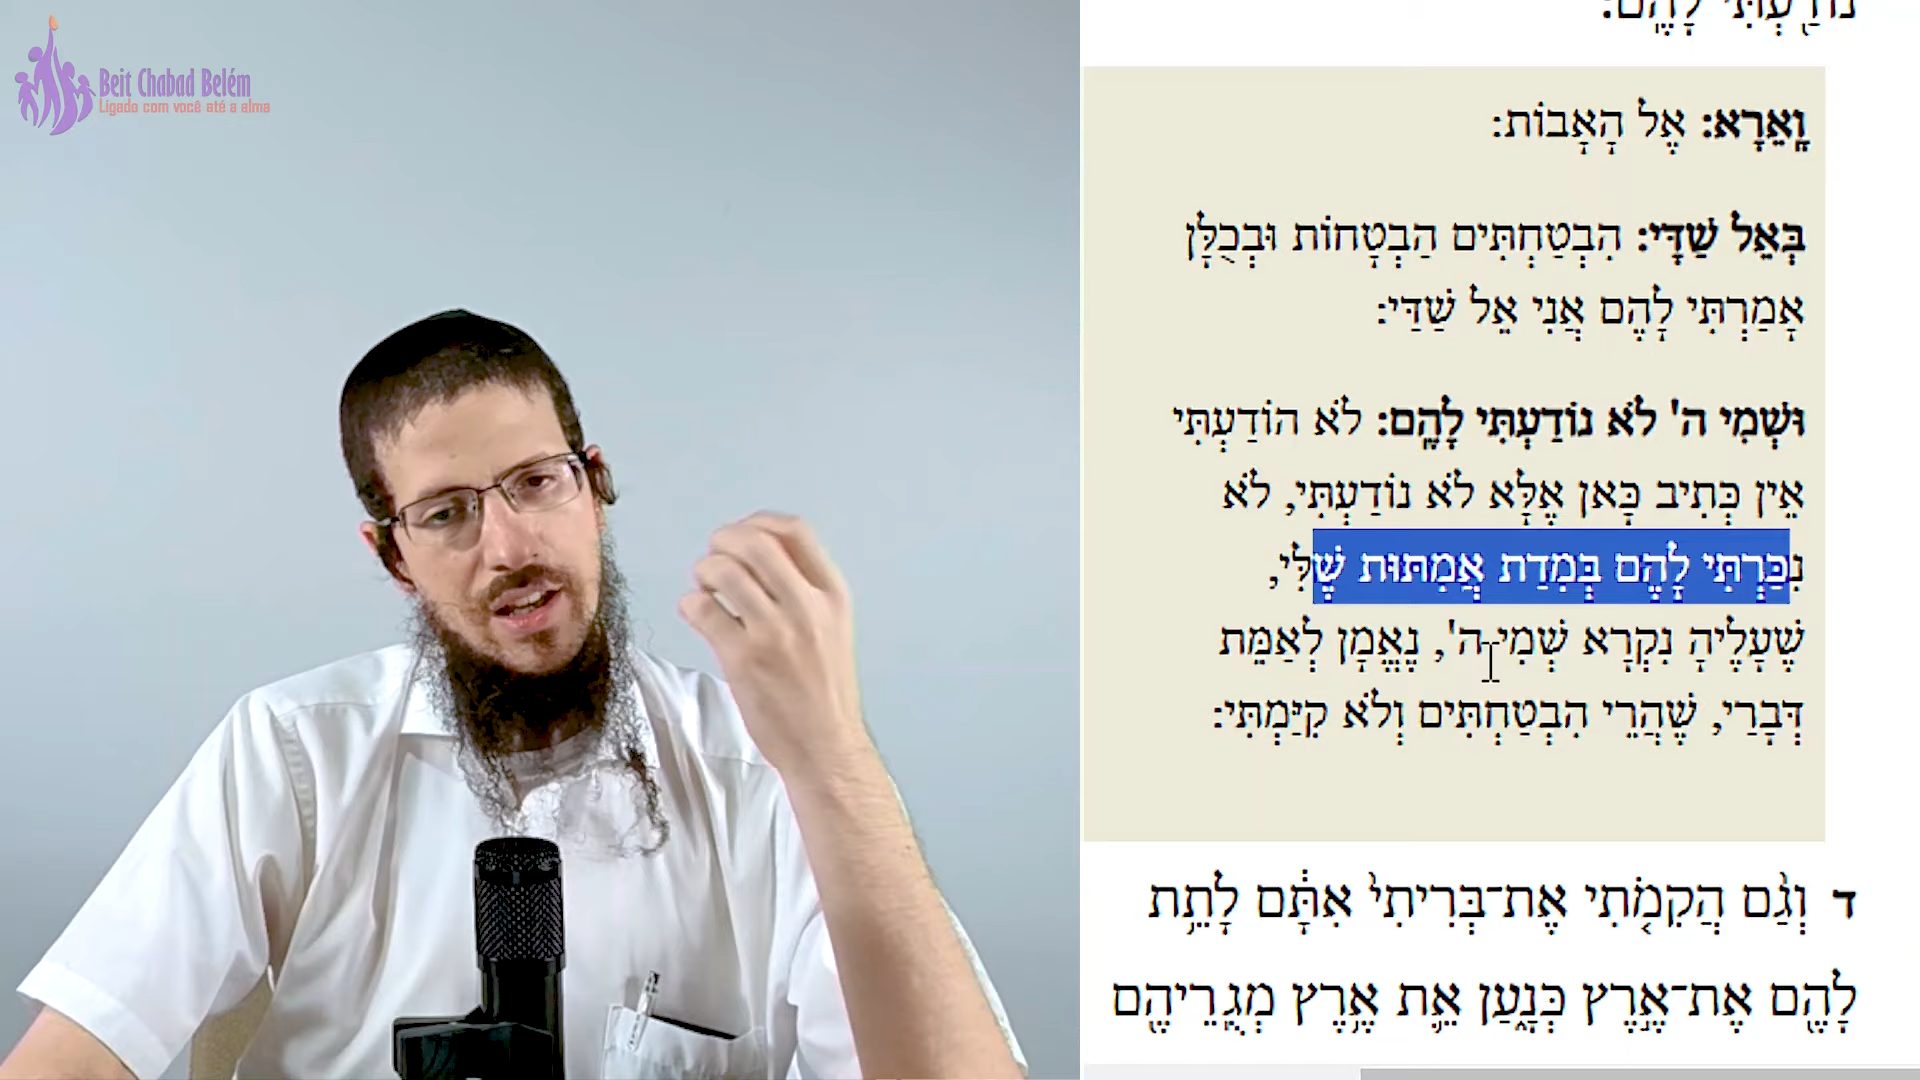 Beit Chabad Belém
Ligado com você até a alma
נוֹדַ֖עְתִּי לָהֶֽם:
וָאֵרָא: אֶל הָאָבוֹת:
בְּאֵל שַׁדָּי: הִבְטַחְתִּים הַבְטָחוֹת וּבְכֻלָּן
אָמַרְתִּי לָהֶם אֲנִי אֵל שַׁדַּי:
וּשְׁמִי ה' לֹא נוֹדַעְתִּי לָהֶם: לֹא הוֹדַעְתִּי
אֵין כְּתִיב כָּאן אֶלָּא לֹא נוֹדַעְתִּי, לֹא
נִכַּרְתִּי לָהֶם בְּמִדַּת אֲמִתּוּת שֶׁלִּי,
שֶׁעָלֶיהָ נִקְרָא שְׁמִי ה', נֶאֱמָן לְאַמֵּת
דְּבָרַי, שֶׁהֲרֵי הִבְטַחְתִּים וְלֹא קִיַּמְתִּי:
ד וְגַ֨ם הֲקִמֹ֤תִי אֶת־בְּרִיתִי֙ אִתָּ֔ם לָתֵ֥ת
לָהֶ֖ם אֶת־אֶ֣רֶץ כְּנָ֑עַן אֵ֛ת אֶ֥רֶץ מְגֻרֵיהֶ֖ם